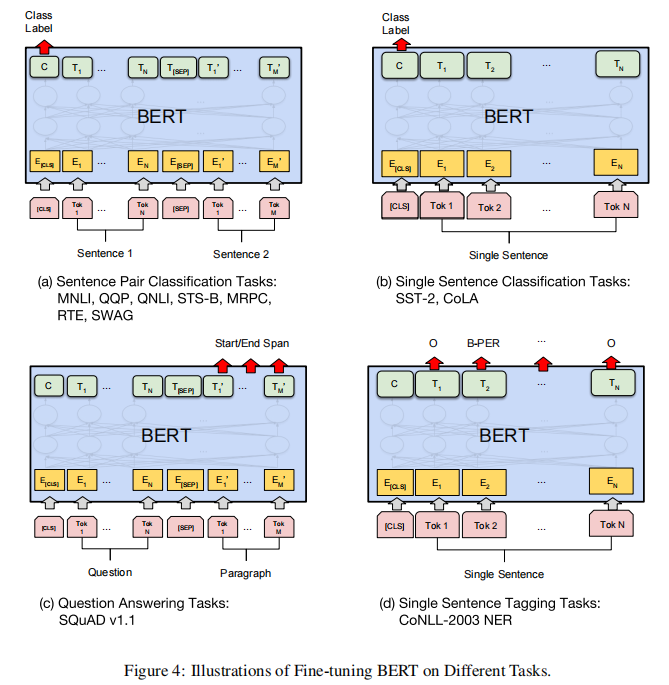 Class
Label
C T1 ... TN T[SEP] T1' ... TM'
BERT
E[CLS] E1 ... EN E[SEP] E1' ... EM'
[CLS] Tok 1 ... Tok N [SEP] Tok 1 ... Tok M
Sentence 1 Sentence 2
(a) Sentence Pair Classification Tasks:
MNLI, QQP, QNLI, STS-B, MRPC,
RTE, SWAG
Class
Label
C T1 T2 ... TN
BERT
E[CLS] E1 E2 ... EN
[CLS] Tok 1 Tok 2 ... Tok N
Single Sentence
(b) Single Sentence Classification Tasks:
SST-2, CoLA
Start/End Span
C T1 ... TN T[SEP] T1' ... TM'
BERT
E[CLS] E1 ... EN E[SEP] E1' ... EM'
[CLS] Tok 1 ... Tok N [SEP] Tok 1 ... Tok M
Question Paragraph
(c) Question Answering Tasks:
SQuAD v1.1
O B-PER ... O
C T1 T2 ... TN
BERT
E[CLS] E1 E2 ... EN
[CLS] Tok 1 Tok 2 ... Tok N
Single Sentence
(d) Single Sentence Tagging Tasks:
CoNLL-2003 NER
Figure 4: Illustrations of Fine-tuning BERT on Different Tasks.